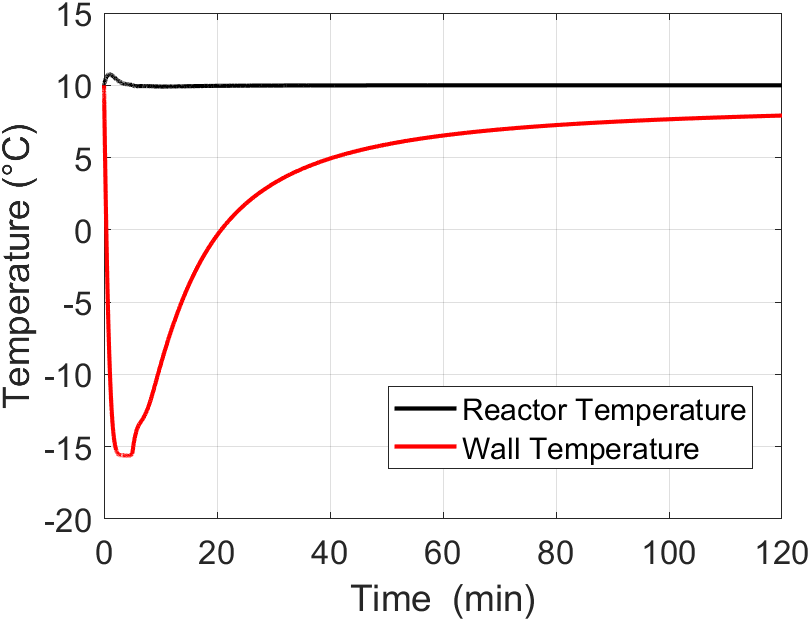 15
10
5
0
-5
-10
-15
-20
Temperature (°C)
Reactor Temperature
Wall Temperature
0 20 40 60 80 100 120
Time (min)